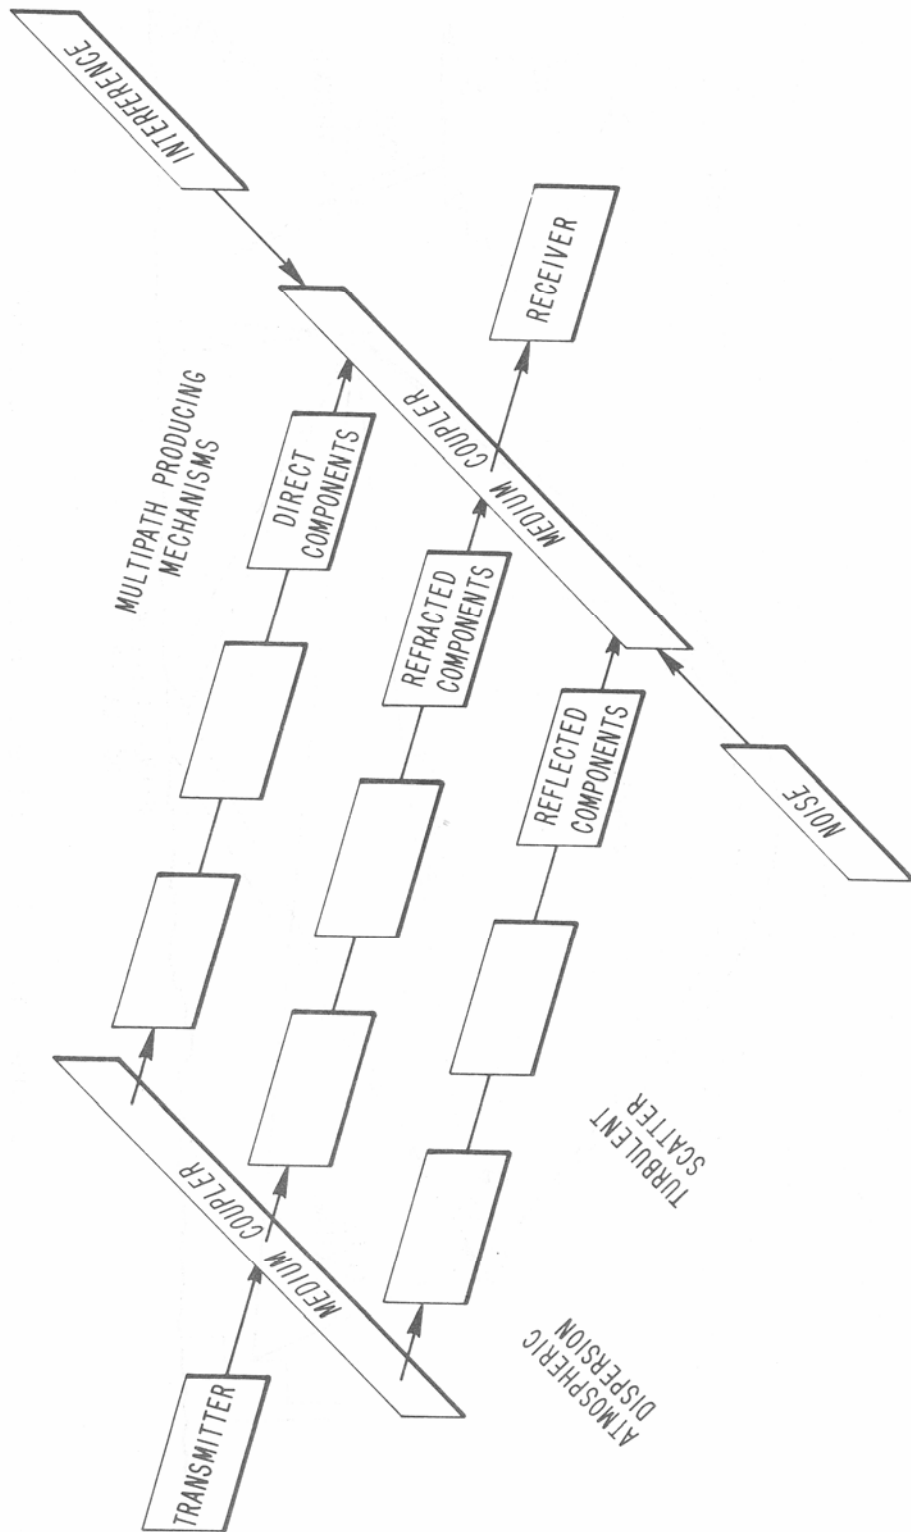 INTERFERENCE
MULTIPATH PRODUCING
MECHANISMS
RECEIVER
DIRECT
COMPONENTS
MEDIUM COUPLER
REFRACTED
COMPONENTS
REFLECTED
COMPONENTS
NOISE
MEDIUM COUPLER
TURBULENT
SCATTER
TRANSMITTER
ATMOSPHERIC
DISPERSION